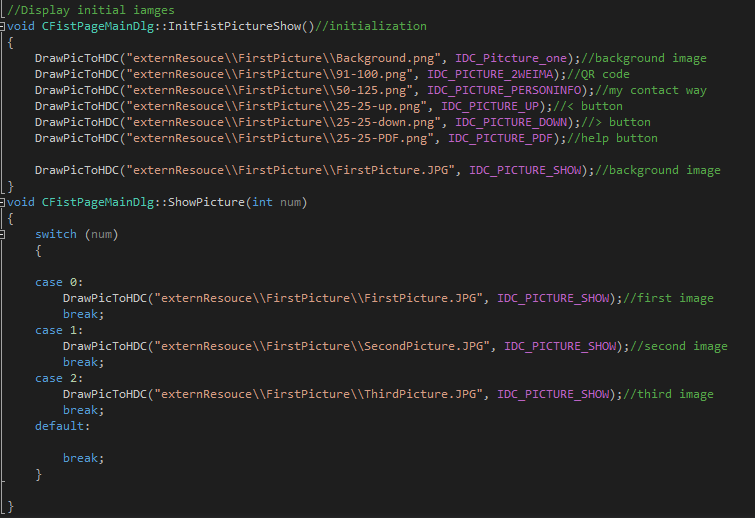 //Display initial iamges
void CFistPageMainDlg::InitFistPictureShow()//initialization
{
    DrawPicToHDC("externResouce\\FirstPicture\\Background.png", IDC_Pitcture_one);//background image
    DrawPicToHDC("externResouce\\FirstPicture\\91-100.png", IDC_PICTURE_2WEIMA);//QR code
    DrawPicToHDC("externResouce\\FirstPicture\\50-125.png", IDC_PICTURE_PERSONINFO);//my contact way
    DrawPicToHDC("externResouce\\FirstPicture\\25-25-up.png", IDC_PICTURE_UP);//< button
    DrawPicToHDC("externResouce\\FirstPicture\\25-25-down.png", IDC_PICTURE_DOWN);//> button
    DrawPicToHDC("externResouce\\FirstPicture\\25-25-PDF.png", IDC_PICTURE_PDF);//help button
    DrawPicToHDC("externResouce\\FirstPicture\\FirstPicture.JPG", IDC_PICTURE_SHOW);//background image
}
void CFistPageMainDlg::ShowPicture(int num)
{
    switch (num)
    {
    case 0:
        DrawPicToHDC("externResouce\\FirstPicture\\FirstPicture.JPG", IDC_PICTURE_SHOW);//first image
        break;
    case 1:
        DrawPicToHDC("externResouce\\FirstPicture\\SecondPicture.JPG", IDC_PICTURE_SHOW);//second image
        break;
    case 2:
        DrawPicToHDC("externResouce\\FirstPicture\\ThirdPicture.JPG", IDC_PICTURE_SHOW);//third image
        break;
    default:
        break;
    }
}